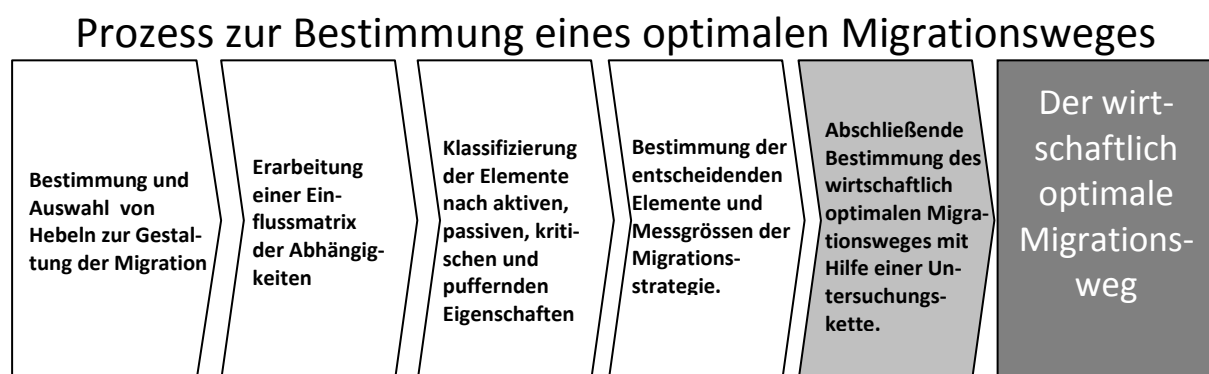 Prozess zur Bestimmung eines optimalen Migrationsweges
Bestimmung und
Auswahl von
Hebeln zur Gestal-
tung der Migration
Erarbeitung
einer Ein-
flussmatrix
der Abhängig-
keiten
Klassifizierung
der Elemente
nach aktiven,
passiven, kriti-
schen und
puffernden
Eigenschaften
Bestimmung der
entscheidenden
Elemente und
Messgrössen der
Migrations-
strategie.
Abschließende
Bestimmung des
wirtschaftlich
optimalen Migra-
tionsweges mit
Hilfe einer Un-
tersuchungs-
kette.
Der wirt-
schaftlich
optimale
Migrations-
weg